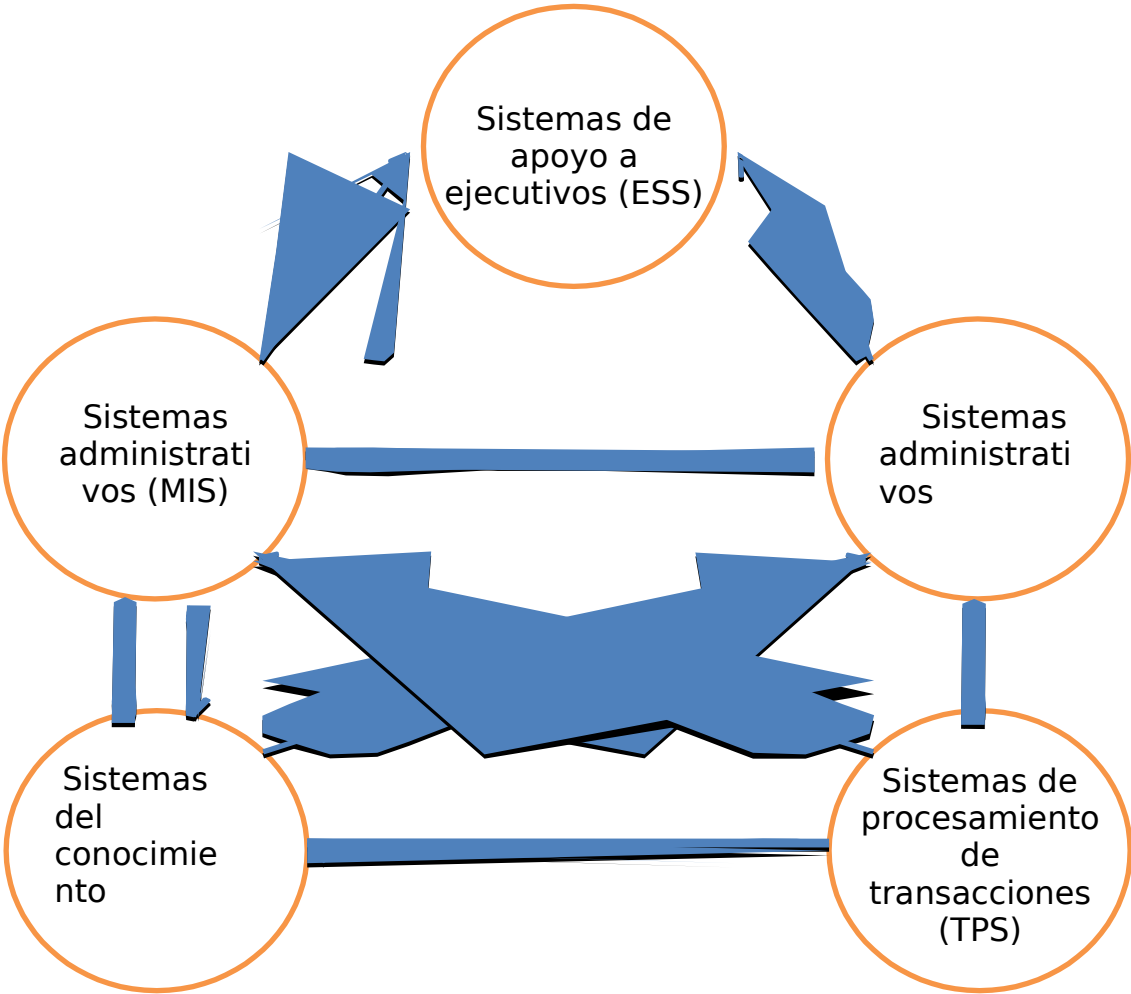 Sistemas de
apoyo a
ejecutivos (ESS)
Sistemas
administrati
vos (MIS)
Sistemas
administrati
vos
Sistemas
del
conocimie
nto
Sistemas de
procesamiento
de
transacciones
(TPS)